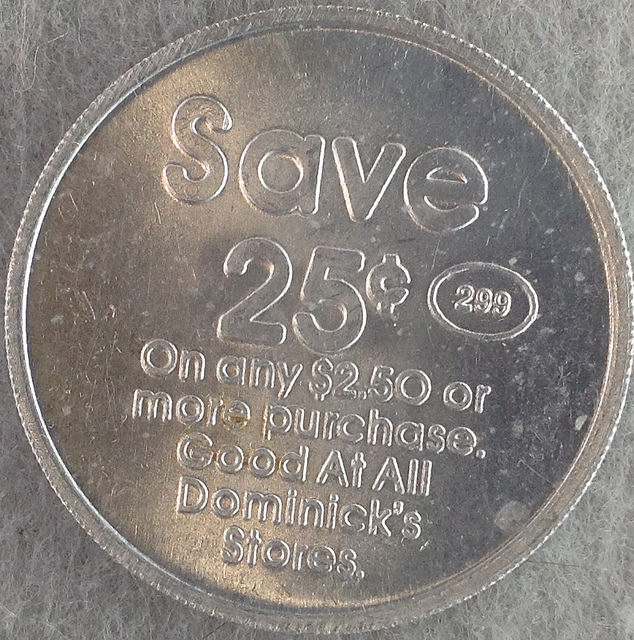 Save
25¢ 299
On any $2.50 or
more purchase.
Good At All
Dominick's
Stores.